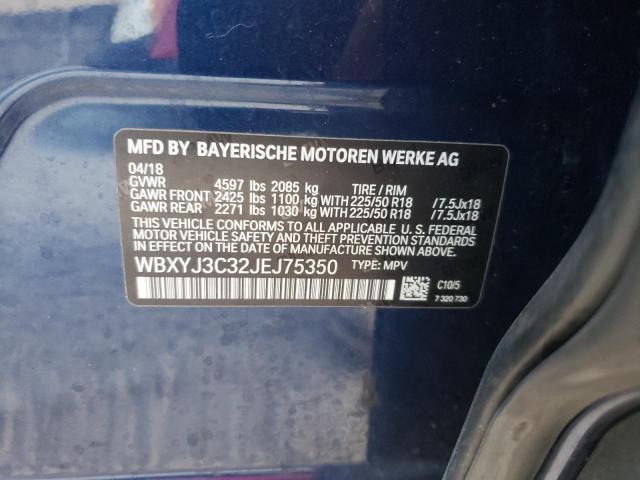 MFD BY BAYERISCHE MOTOREN WERKE AG
04/18
GVWR 4597 lbs 2085 kg TIRE / RIM
GAWR FRONT 2425 lbs 1100 kg WITH 225/50 R18 /7.5Jx18
GAWR REAR 2271 lbs 1030 kg WITH 225/50 R18 /7.5Jx18
THIS VEHICLE CONFORMS TO ALL APPLICABLE U. S. FEDERAL
MOTOR VEHICLE SAFETY STANDARDS
IN EFFECT ON THE DATE OF MANUFACTURE SHOWN ABOVE.
WBXYJ3C32JEJ75350 TYPE: MPV
C10/5
7 320 730